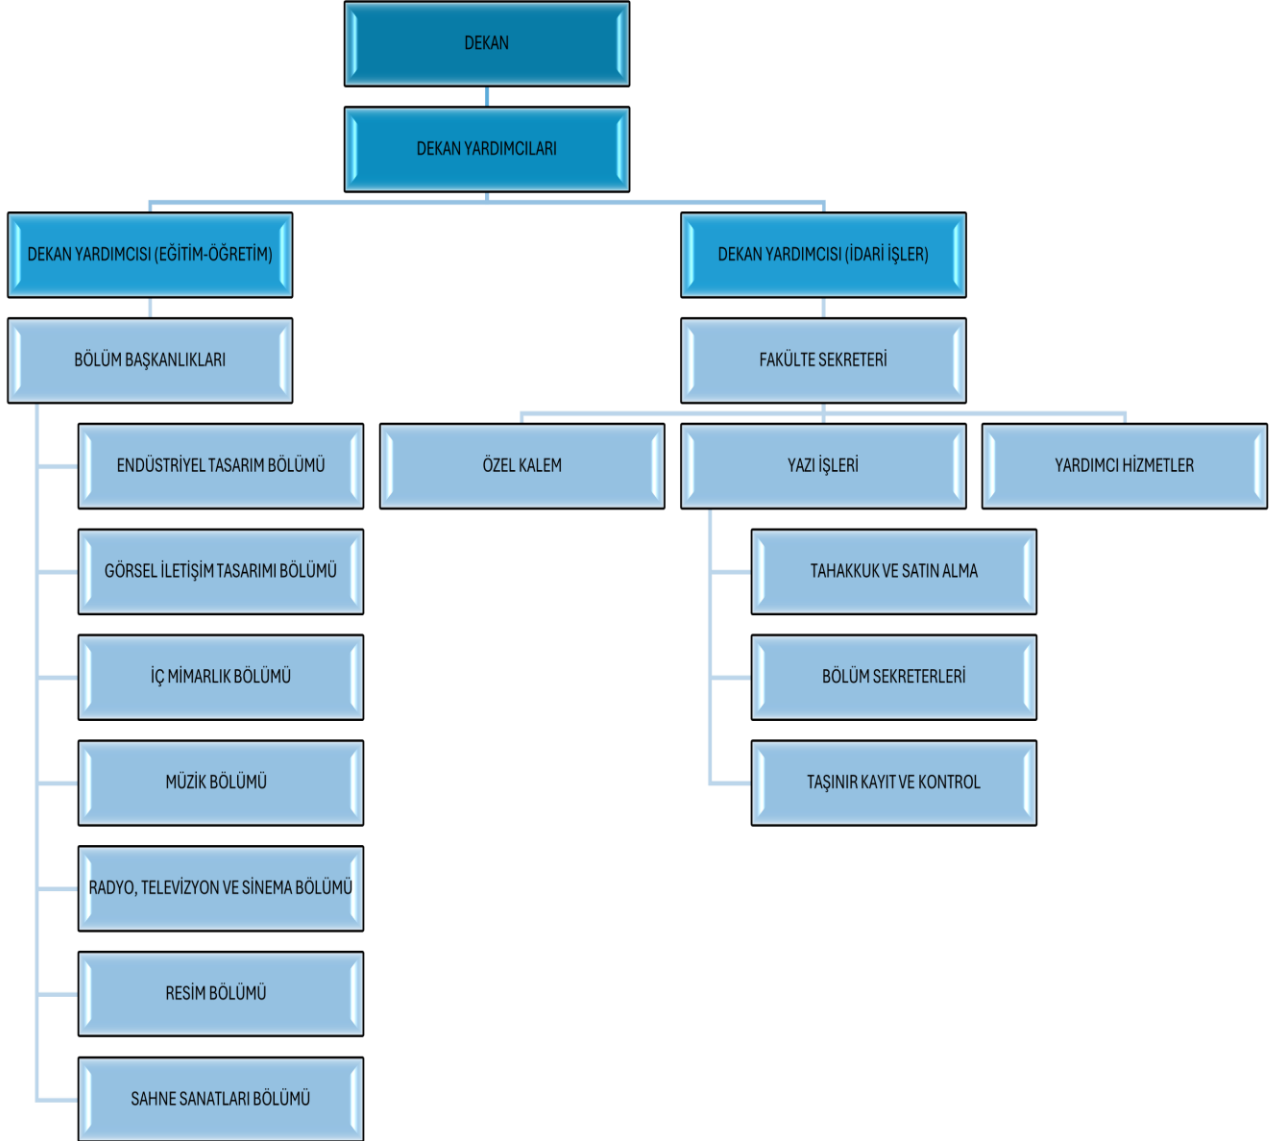 DEKAN
DEKAN YARDIMCILARI
DEKAN YARDIMCISI (EĞİTİM-ÖĞRETİM)
DEKAN YARDIMCISI (İDARİ İŞLER)
BÖLÜM BAŞKANLIKLARI
FAKÜLTE SEKRETERİ
ENDÜSTRİYEL TASARIM BÖLÜMÜ
ÖZEL KALEM
YAZI İŞLERİ
YARDIMCI HİZMETLER
GÖRSEL İLETİŞİM TASARIMI BÖLÜMÜ
TAHAKKUK VE SATIN ALMA
İÇ MİMARLIK BÖLÜMÜ
BÖLÜM SEKRETERLERİ
MÜZİK BÖLÜMÜ
TAŞINIR KAYIT VE KONTROL
RADYO, TELEVİZYON VE SİNEMA BÖLÜMÜ
RESİM BÖLÜMÜ
SAHNE SANATLARI BÖLÜMÜ